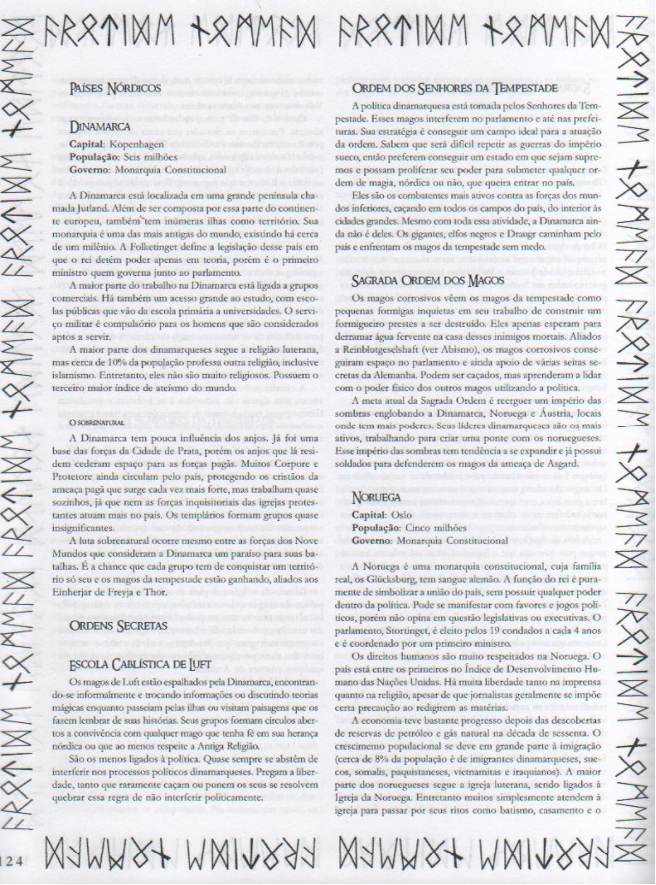 PAÍSES NÓRDICOS
DINAMARCA
Capital: Kopenhagen
População: Seis milhões
Governo: Monarquia Constitucional
A Dinamarca está localizada em uma grande península cha-
mada Jutland. Além de ser composta por essa parte do continen-
te europeu, também tem inúmeras ilhas como território. Sua
monarquia é uma das mais antigas do mundo, existindo há cerca
de um milênio. A Folketinget define a legislação desse país em
que o rei detém poder apenas em teoria, porém é o primeiro
ministro quem governa junto ao parlamento.
A maior parte do trabalho na Dinamarca está ligada a grupos
comerciais. Há também um acesso grande ao estudo, com esco-
las públicas que vão da escola primária a universidades. O servi-
ço militar é compulsório para os homens que são considerados
aptos a servir.
A maior parte dos dinamarqueses segue a religião luterana,
mas cerca de 10% da população professa outra religião, inclusive
islamismo. Entretanto, eles não são muito religiosos. Possuem o
terceiro maior índice de ateísmo do mundo.
O SOBRENATURAL
A Dinamarca tem pouca influência dos anjos. Já foi uma
base das forças da Cidade de Prata, porém os anjos que lá resi-
dem cederam espaço para as forças pagãs. Muitos Corpore e
Protetore ainda circulam pelo país, protegendo os cristãos da
ameaça pagã que surge cada vez mais forte, mas trabalham quase
sozinhos, já que nem as forças inquisitoriais das igrejas protes-
tantes atuam mais no país. Os templários formam grupos quase
insignificantes.
A luta sobrenatural ocorre mesmo entre as forças dos Nove
Mundos que consideram a Dinamarca um paraíso para suas ba-
talhas. É a chance que cada grupo tem de conquistar um territó-
rio só seu e os magos da tempestade estão ganhando, aliados aos
Einherjar de Freyja e Thor.
ORDENS SECRETAS
ESCOLA CABLÍSTICA DE LUFT
Os magos de Luft estão espalhados pela Dinamarca, encontran-
do-se informalmente e trocando informações ou discutindo teorias
mágicas enquanto passeiam pelas ilhas ou visitam paisagens que os
fazem lembrar de suas histórias. Seus grupos formam círculos aber-
tos a convivência com qualquer mago que tenha fé em sua herança
nórdica ou que ao menos respeite a Antiga Religião.
São os menos ligados à política. Quase sempre se abstêm de
interferir nos processos políticos dinamarqueses. Pregam a liber-
dade, tanto que raramente caçam ou punem os seus se resolvem
quebrar essa regra de não interferir politicamente.
124
ORDEM DOS SENHORES DA TEMPESTADE
A política dinamarquesa está tomada pelos Senhores da Tem-
pestade. Esses magos interferem no parlamento e até nas prefei-
turas. Sua estratégia é conseguir um campo ideal para a atuação
da ordem. Sabem que será difícil repetir as guerras do império
sueco, então preferem conseguir um estado em que sejam supre-
mos e possam proliferar seu poder para submeter qualquer or-
dem de magia, nórdica ou não, que queira entrar no país.
Eles são os combatentes mais ativos contra as forças dos mun-
dos inferiores, caçando em todos os campos do país, do interior às
cidades grandes. Mesmo com toda essa atividade, a Dinamarca ain-
da não é deles. Os gigantes, elfos negros e Draugr caminham pelo
país e enfrentam os magos da tempestade sem medo.
SAGRADA ORDEM DOS MAGOS
Os magos corrosivos vêem os magos da tempestade como
pequenas formigas inquietas em seu trabalho de construir um
formigueiro prestes a ser destruído. Eles apenas esperam para
derramar água fervente na casa desses inimigos mortais. Aliados
a Reinblutgeselshaft (ver Abismo), os magos corrosivos conse-
guiram espaço no parlamento e ainda apoio de várias seitas se-
cretas da Alemanha. Podem ser caçados, mas aprenderam a lidar
com o poder físico dos outros magos utilizando a política.
A meta atual da Sagrada Ordem é reerguer um império das
sombras englobando a Dinamarca, Noruega e Áustria, locais
onde tem mais poderes. Seus líderes dinamarqueses são os mais
ativos, trabalhando para criar uma ponte com os noruegueses.
Esse império das sombras tem tendência a se expandir e já possui
soldados para defenderem os magos da ameaça de Asgard.
NORUEGA
Capital: Oslo
População: Cinco milhões
Governo: Monarquia Constitucional
A Noruega é uma monarquia constitucional, cuja família
real, os Glücksburg, tem sangue alemão. A função do rei é pura-
mente de simbolizar a união do país, sem possuir qualquer poder
dentro da política. Pode se manifestar com favores e jogos polí-
ticos, porém não opina em questão legislativas ou executivas. O
parlamento, Stortinget, é eleito pelos 19 condados a cada 4 anos
e é coordenado por um primeiro ministro.
Os direitos humanos são muito respeitados na Noruega. O
país está entre os primeiros no Índice de Desenvolvimento Hu-
mano das Nações Unidas. Há muita liberdade tanto na imprensa
quanto na religião, apesar de que jornalistas geralmente se impõe
certa precaução ao redigirem as matérias.
A economia teve bastante progresso depois das descobertas
de reservas de petróleo e gás natural na década de sessenta. O
crescimento populacional se deve em grande parte à imigração
(cerca de 8% da população é de imigrantes dinamarqueses, sue-
cos, somalis, paquistaneses, vietnamitas e iraquianos). A maior
parte dos noruegueses segue a igreja luterana, sendo ligados à
Igreja da Noruega. Entretanto muitos simplesmente atendem à
igreja para passar por seus ritos como batismo, casamento e o